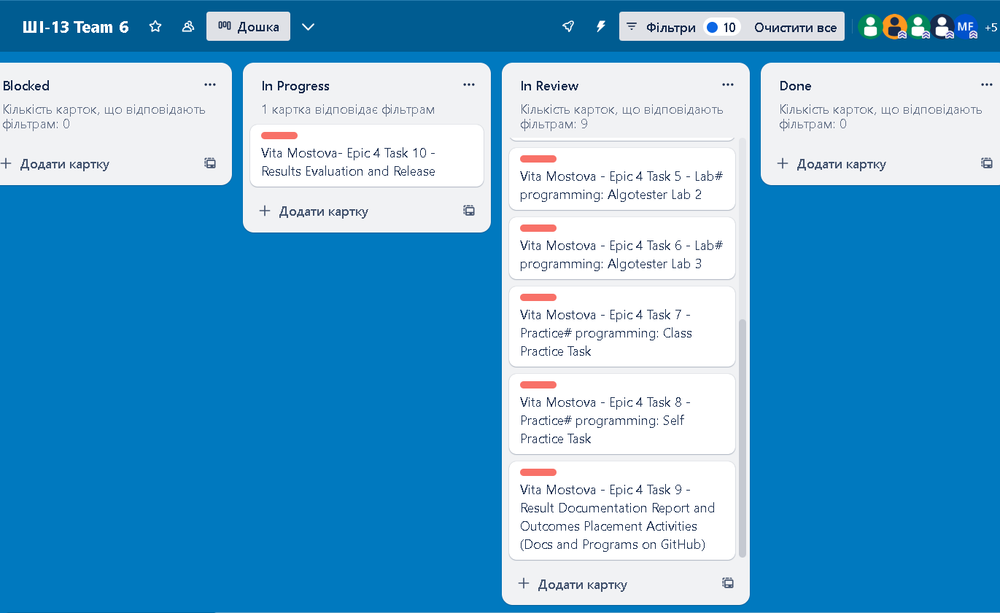 ШІ-13 Team 6
Дошка
Фільтри
10
Очистити все
MF
+5
Blocked
Кількість карток, що відповідають
фільтрам: 0
Додати картку
In Progress
1 картка відповідає фільтрам
Vita Mostova- Epic 4 Task 10 -
Results Evaluation and Release
Додати картку
In Review
Кількість карток, що відповідають
фільтрам: 9
Vita Mostova - Epic 4 Task 5 - Lab#
programming: Algotester Lab 2
Vita Mostova - Epic 4 Task 6 - Lab#
programming: Algotester Lab 3
Vita Mostova - Epic 4 Task 7 -
Practice# programming: Class
Practice Task
Vita Mostova - Epic 4 Task 8 -
Practice# programming: Self
Practice Task
Vita Mostova - Epic 4 Task 9 -
Result Documentation Report and
Outcomes Placement Activities
(Docs and Programs on GitHub)
Додати картку
Done
Кількість карток, що відповідають
фільтрам: 0
Додати картку